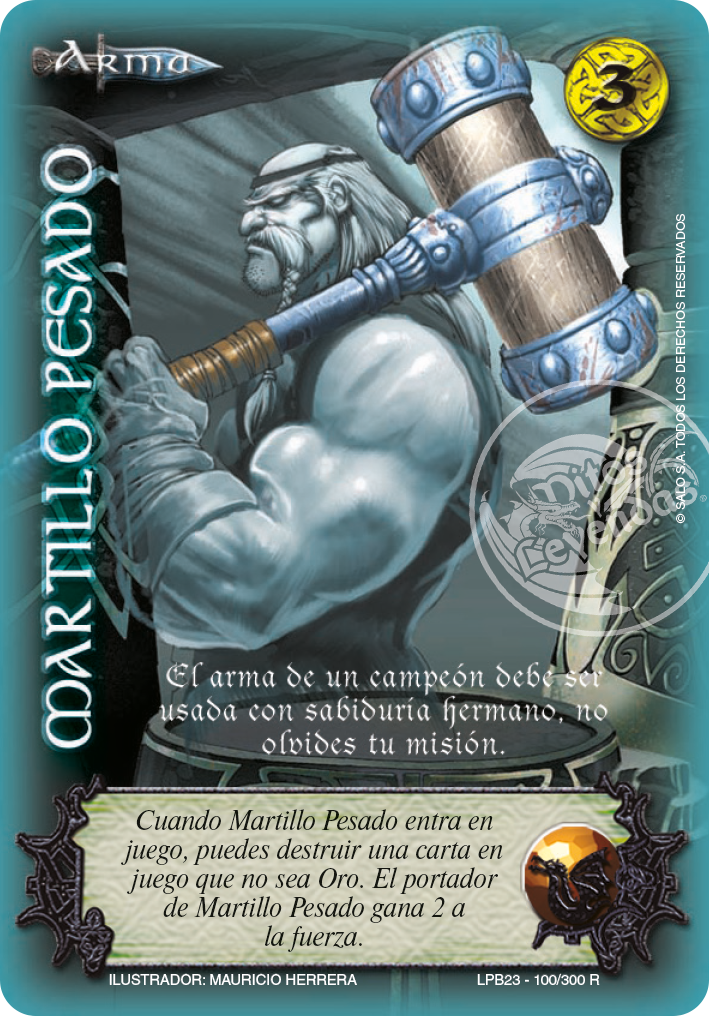 Arma
3
MARTILLO PESADO
© SALO S.A. TODOS LOS DERECHOS RESERVADOS
Mitos y
Leyendas ®
El arma de un campeón debe ser
usada con sabiduría hermano, no
olvides tu misión.
Cuando Martillo Pesado entra en
juego, puedes destruir una carta en
juego que no sea Oro. El portador
de Martillo Pesado gana 2 a
la fuerza.
ILUSTRADOR: MAURICIO HERRERA
LPB23 - 100/300 R